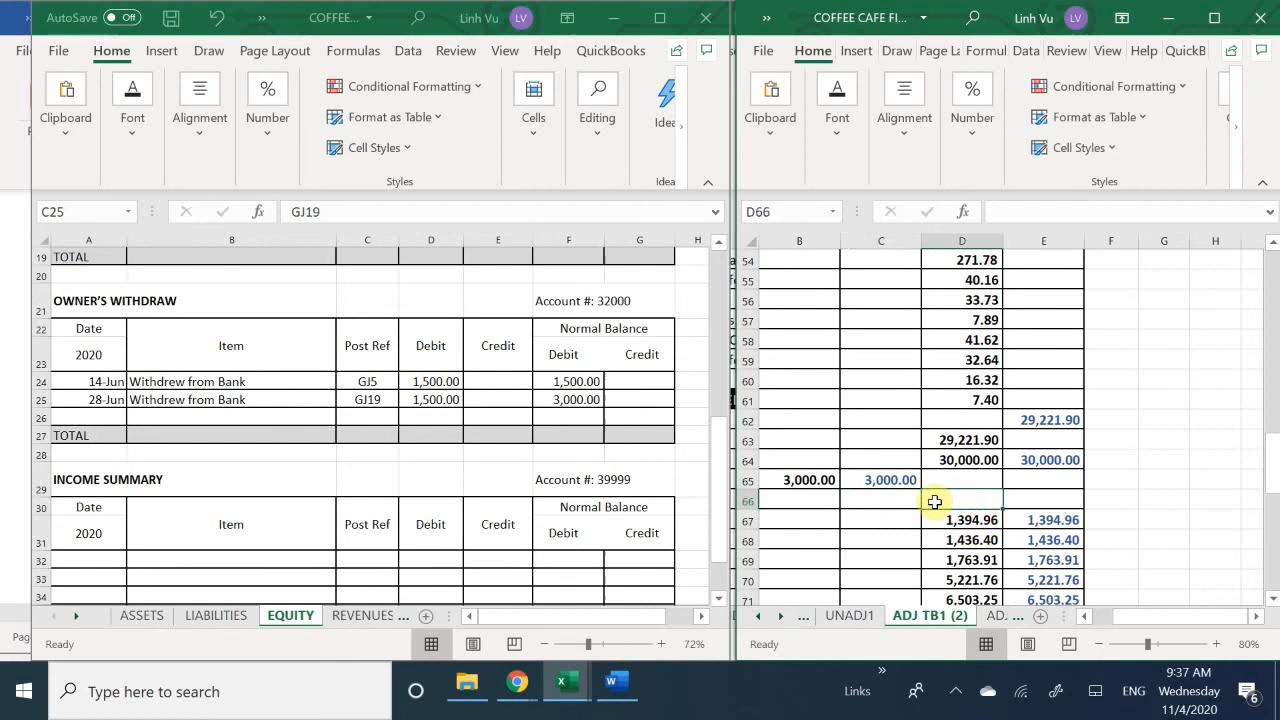 AutoSave Off
COFFEE...
Linh Vu
LV
COFFEE CAFE FI...
Linh Vu
LV
File Home Insert Draw Page Layout Formulas Data Review View Help QuickBooks
File Home Insert Draw Page La Formul Data Review View Help QuickB
Clipboard
Font
Alignment
%
Number
Conditional Formatting
Format as Table
Cell Styles
Styles
Cells
Editing
Idea
Idea
Clipboard
Font
Alignment
%
Number
Conditional Formatting
Format as Table
Cell Styles
Styles
C25
fx
GJ19
D66
fx
A B C D E F G H
19 TOTAL
20
21 OWNER'S WITHDRAW Account #: 32000
22 Date Item Post Ref Debit Credit Normal Balance
23 2020 Debit Credit
24 14-Jun Withdrew from Bank GJ5 1,500.00 1,500.00
25 28-Jun Withdrew from Bank GJ19 1,500.00 3,000.00
26
27 TOTAL
28
29 INCOME SUMMARY Account #: 39999
30 Date Item Post Ref Debit Credit Normal Balance
31 2020 Debit Credit
32
33
34
B C D E F G H
54 271.78
55 40.16
56 33.73
57 7.89
58 41.62
59 32.64
60 16.32
61 7.40
62 29,221.90
63 29,221.90
64 30,000.00 30,000.00
65 3,000.00 3,000.00
66
67 1,394.96 1,394.96
68 1,436.40 1,436.40
69 1,763.91 1,763.91
70 5,221.76 5,221.76
71 6,503.25 6,503.25
ASSETS LIABILITIES EQUITY REVENUES ...
... UNADJ1 ADJ TB1 (2) ADJ ...
Ready
72%
Ready
80%
Type here to search
Links
ENG
9:37 AM
Wednesday
11/4/2020
6